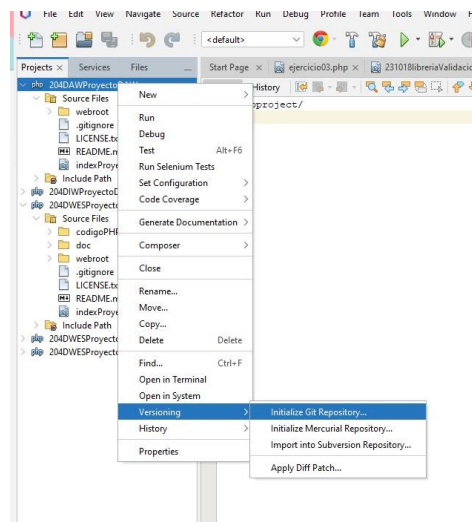 File Edit View Navigate Source Refactor Run Debug Profile Team Tools Window
<default>
Projects Services Files Start Page ejercicio03.php
204DAWProyecto
Source Files
webroot
.gitignore
LICENSE.tx
README.n
indexProye
Include Path
204DIWProyectoD
204DWESProyecto
Source Files
codigoPHP
doc
webroot
.gitignore
LICENSE.tx
README.n
indexProye
Include Path
204DWESProyecto
204DWESProyecto
History
project/
New
Run
Debug
Test Alt+F6
Run Selenium Tests
Set Configuration
Code Coverage
Generate Documentation
Composer
Close
Rename...
Move...
Copy...
Delete Delete
Find... Ctrl+F
Open in Terminal
Open in System
Versioning
History
Properties
Initialize Git Repository...
Initialize Mercurial Repository...
Import into Subversion Repository...
Apply Diff Patch...